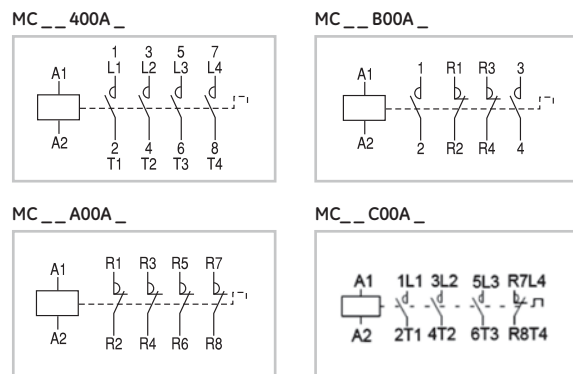 MC _ _ 400A _
1 3 5 7
A1 L1 L2 L3 L4
A2 2 4 6 8
T1 T2 T3 T4
MC _ _ B00A _
A1 1 R1 R3 3
A2 2 R2 R4 4
MC _ _ A00A _
A1 R1 R3 R5 R7
A2 R2 R4 R6 R8
MC_ _ C00A _
A1 1L1 3L2 5L3 R7L4
A2 2T1 4T2 6T3 R8T4